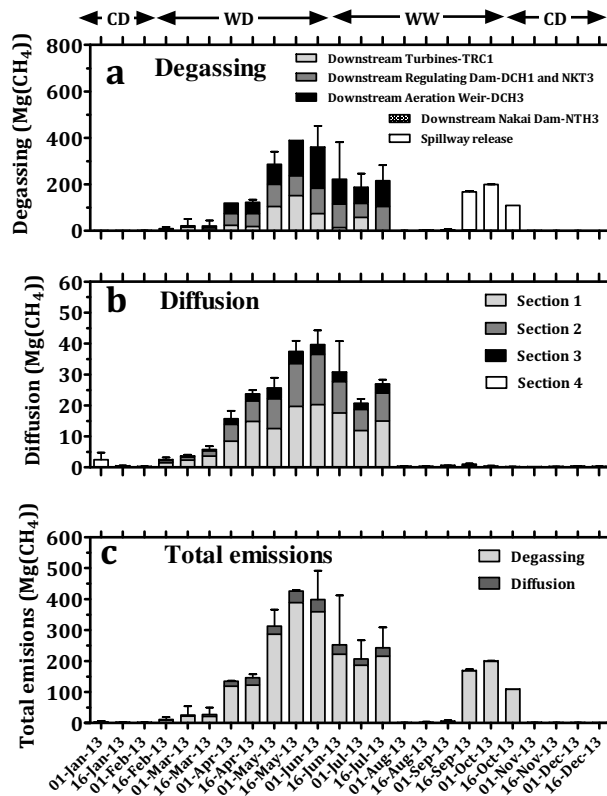 CD WD WW CD
a Degassing
Degassing (Mg(CH4))
800
600
400
200
0
Downstream Turbines-TRC1
Downstream Regulating Dam-DCH1 and NKT3
Downstream Aeration Weir-DCH3
Downstream Nakai Dam-NTH3
Spillway release
b Diffusion
Diffusion (Mg(CH4))
60
50
40
30
20
10
0
Section 1
Section 2
Section 3
Section 4
c Total emissions
Total emisions (Mg(CH4))
600
500
400
300
200
100
0
Degassing
Diffusion
01-Jan-13
16-Jan-13
01-Feb-13
16-Feb-13
01-Mar-13
16-Mar-13
01-Apr-13
16-Apr-13
01-May-13
16-May-13
01-Jun-13
16-Jun-13
01-Jul-13
16-Jul-13
01-Aug-13
16-Aug-13
01-Sep-13
16-Sep-13
01-Oct-13
16-Oct-13
01-Nov-13
16-Nov-13
01-Dec-13
16-Dec-13